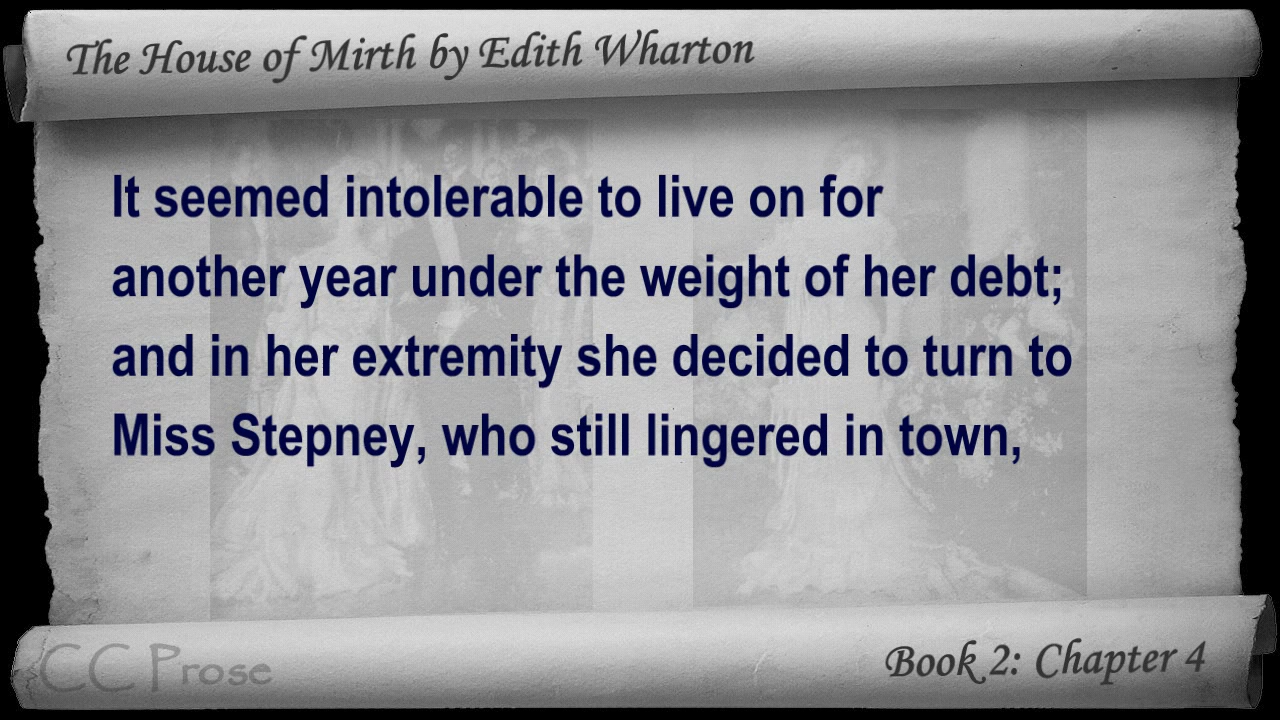 The House of Mirth by Edith Wharton
It seemed intolerable to live on for
another year under the weight of her debt;
and in her extremity she decided to turn to
Miss Stepney, who still lingered in town,
CC Prose
Book 2: Chapter 4